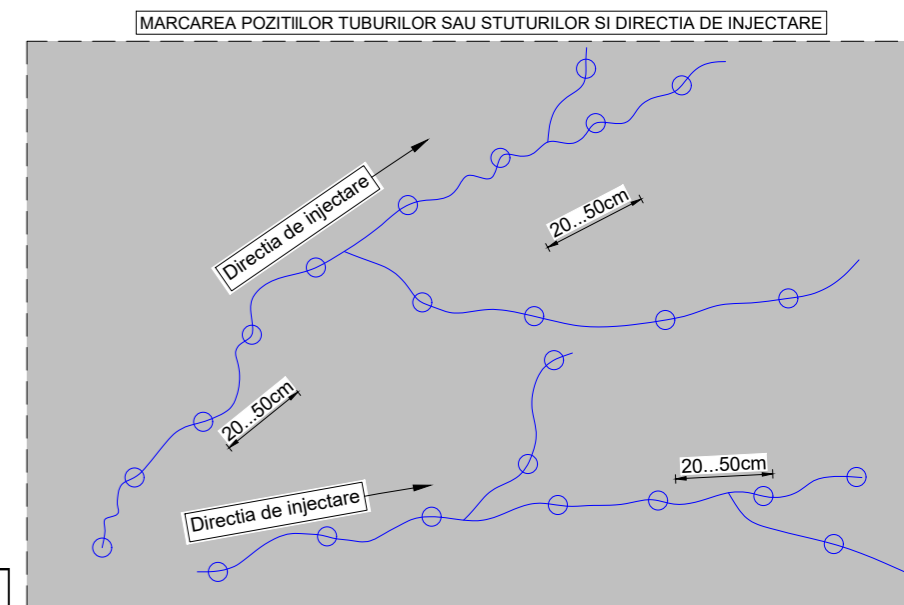 MARCAREA POZITIILOR TUBURILOR SAU STUTURILOR SI DIRECTIA DE INJECTARE
Directia de injectare
20...50cm
20...50cm
20...50cm
Directia de injectare